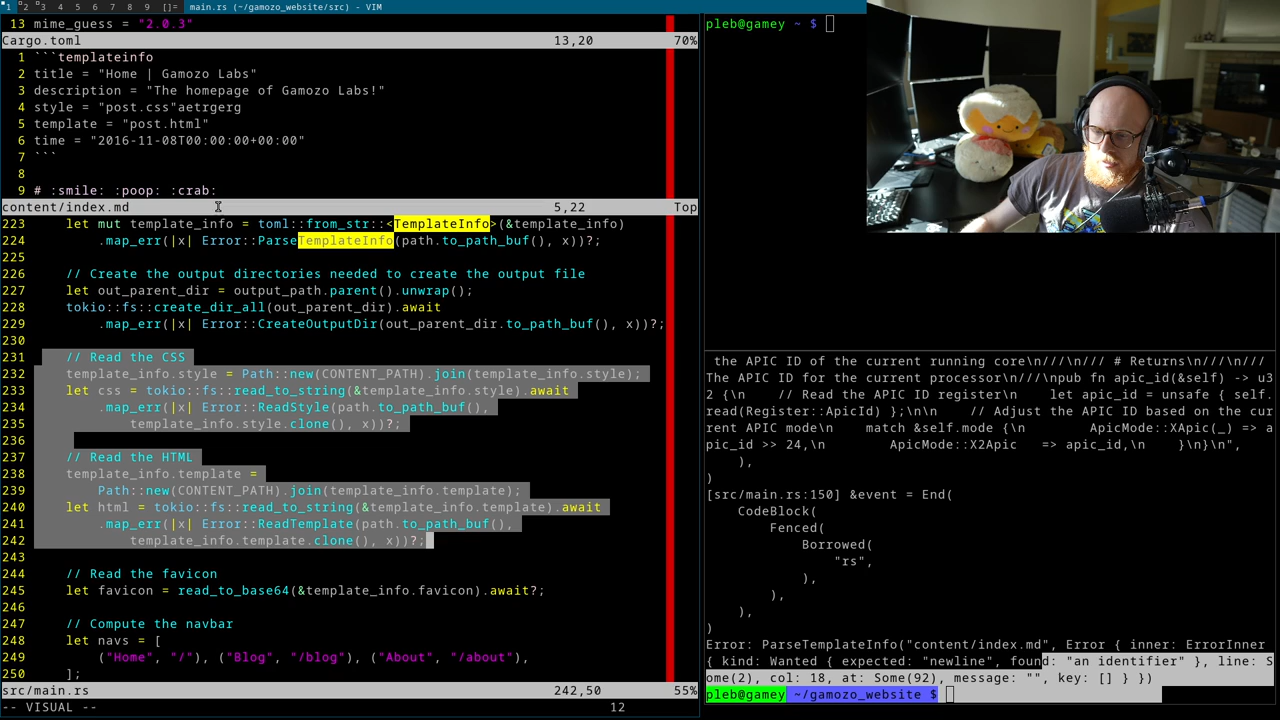 1 2 3 4 5 6 7 8 9 []= main.rs (~/gamozo_website/src) - VIM
13 mime_guess = "2.0.3"
Cargo.toml 13,20 70%
1 ```templateinfo
2 title = "Home | Gamozo Labs"
3 description = "The homepage of Gamozo Labs!"
4 style = "post.css"aetrgerg
5 template = "post.html"
6 time = "2016-11-08T00:00:00+00:00"
7 ```
8
9 # :smile: :poop: :crab:
content/index.md 5,22 Top
223 let mut template_info = toml::from_str::<TemplateInfo>(&template_info)
224 .map_err(|x| Error::ParseTemplateInfo(path.to_path_buf(), x))?;
225
226 // Create the output directories needed to create the output file
227 let out_parent_dir = output_path.parent().unwrap();
228 tokio::fs::create_dir_all(out_parent_dir).await
229 .map_err(|x| Error::CreateOutputDir(out_parent_dir.to_path_buf(), x))?;
230
231 // Read the CSS
232 template_info.style = Path::new(CONTENT_PATH).join(template_info.style);
233 let css = tokio::fs::read_to_string(&template_info.style).await
234 .map_err(|x| Error::ReadStyle(path.to_path_buf(),
235 template_info.style.clone(), x))?;
236
237 // Read the HTML
238 template_info.template =
239 Path::new(CONTENT_PATH).join(template_info.template);
240 let html = tokio::fs::read_to_string(&template_info.template).await
241 .map_err(|x| Error::ReadTemplate(path.to_path_buf(),
242 template_info.template.clone(), x))?;
243
244 // Read the favicon
245 let favicon = read_to_base64(&template_info.favicon).await?;
246
247 // Compute the navbar
248 let navs = [
249 ("Home", "/"), ("Blog", "/blog"), ("About", "/about"),
250 ];
src/main.rs 242,50 55%
-- VISUAL -- 12
pleb@gamey ~ $
the APIC ID of the current running core\n///\n/// # Returns\n///\n///
The APIC ID for the current processor\n///\npub fn apic_id(&self) -> u3
2 {\n    // Read the APIC ID register\n    let apic_id = unsafe { self.
read(Register::ApicId) };\n\n    // Adjust the APIC ID based on the cur
rent APIC mode\n    match &self.mode {\n        ApicMode::XApic(_) => a
pic_id >> 24,\n        ApicMode::X2Apic   => apic_id,\n    }\n}\n",
),
)
[src/main.rs:150] &event = End(
CodeBlock(
Fenced(
Borrowed(
"rs",
),
),
),
)
Error: ParseTemplateInfo("content/index.md", Error { inner: ErrorInner
{ kind: Wanted { expected: "newline", found: "an identifier" }, line: S
ome(2), col: 18, at: Some(92), message: "", key: [] } })
pleb@gamey ~/gamozo_website $